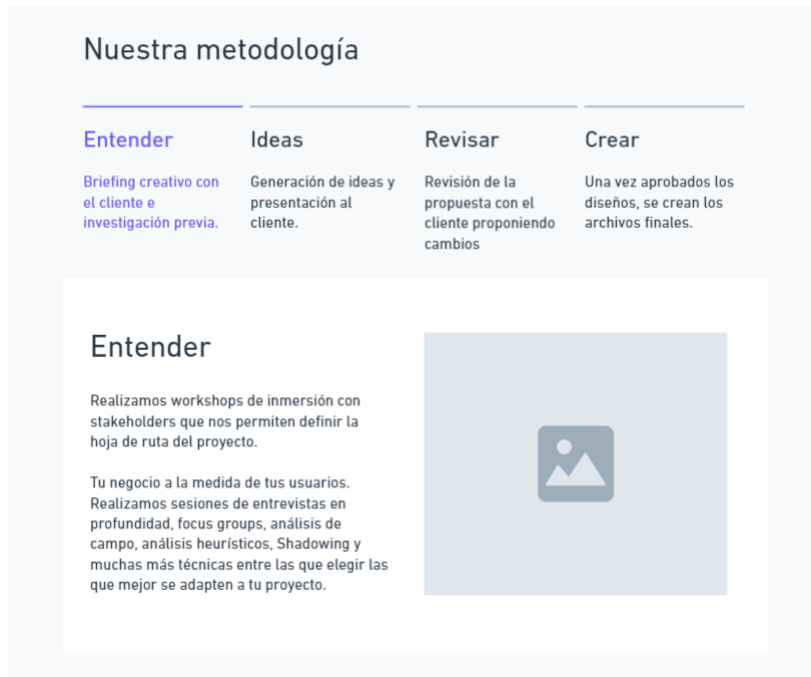 Nuestra metodología
Entender
Briefing creativo con
el cliente e
investigación previa.
Ideas
Generación de ideas y
presentación al
cliente.
Revisar
Revisión de la
propuesta con el
cliente proponiendo
cambios
Crear
Una vez aprobados los
diseños, se crean los
archivos finales.
Entender
Realizamos workshops de inmersión con
stakeholders que nos permiten definir la
hoja de ruta del proyecto.
Tu negocio a la medida de tus usuarios.
Realizamos sesiones de entrevistas en
profundidad, focus groups, análisis de
campo, análisis heurísticos, Shadowing y
muchas más técnicas entre las que elegir las
que mejor se adapten a tu proyecto.